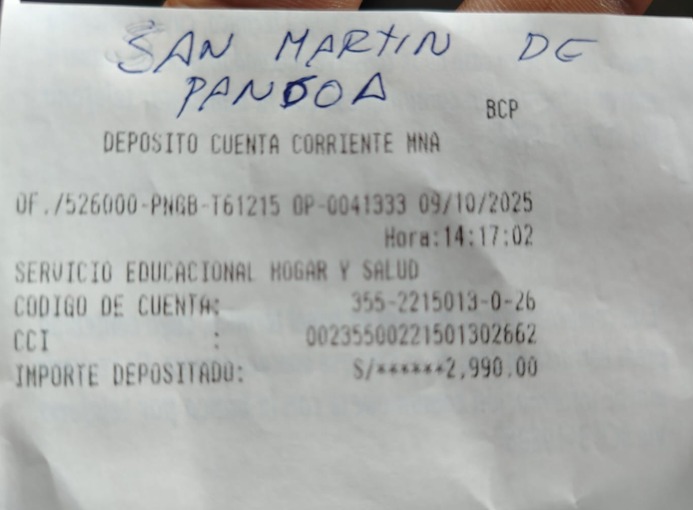 SAN MARTIN DE
PANGOA
BCP
DEPOSITO CUENTA CORRIENTE MNA
OF./526000-PNGB-T61215 OP-0041333 09/10/2025
Hora:14:17:02
SERVICIO EDUCACIONAL HOGAR Y SALUD
CODIGO DE CUENTA: 355-2215013-0-26
CCI : 00235500221501302662
IMPORTE DEPOSITADO: S/******2,990.00